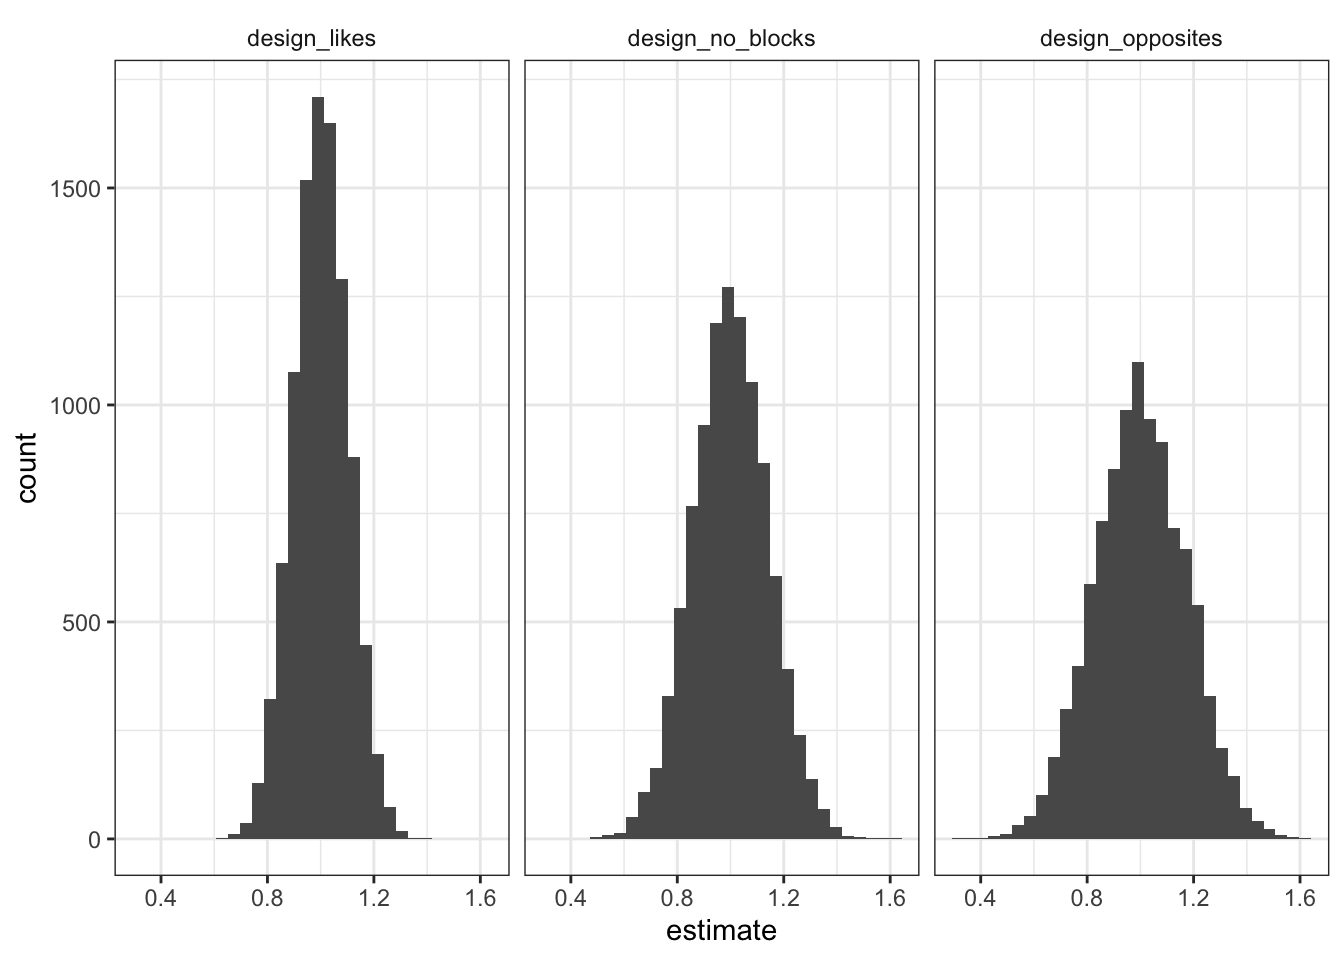 design_likes design_no_blocks design_opposites
1500
1000
500
0
count
0.4 0.8 1.2 1.6 0.4 0.8 1.2 1.6 0.4 0.8 1.2 1.6
estimate